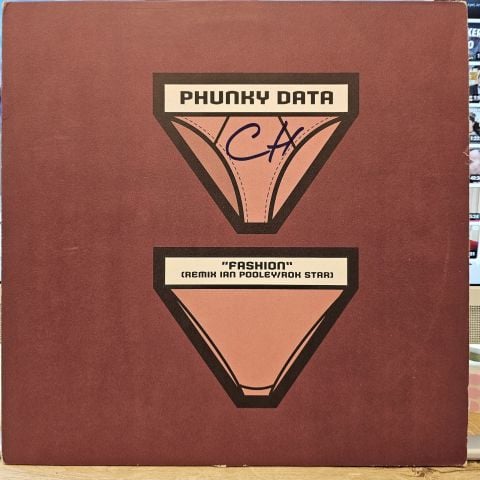 PHUNKY DATA
CH
"FASHION"
(REMIX IAN POOLEY/ROK STAR)